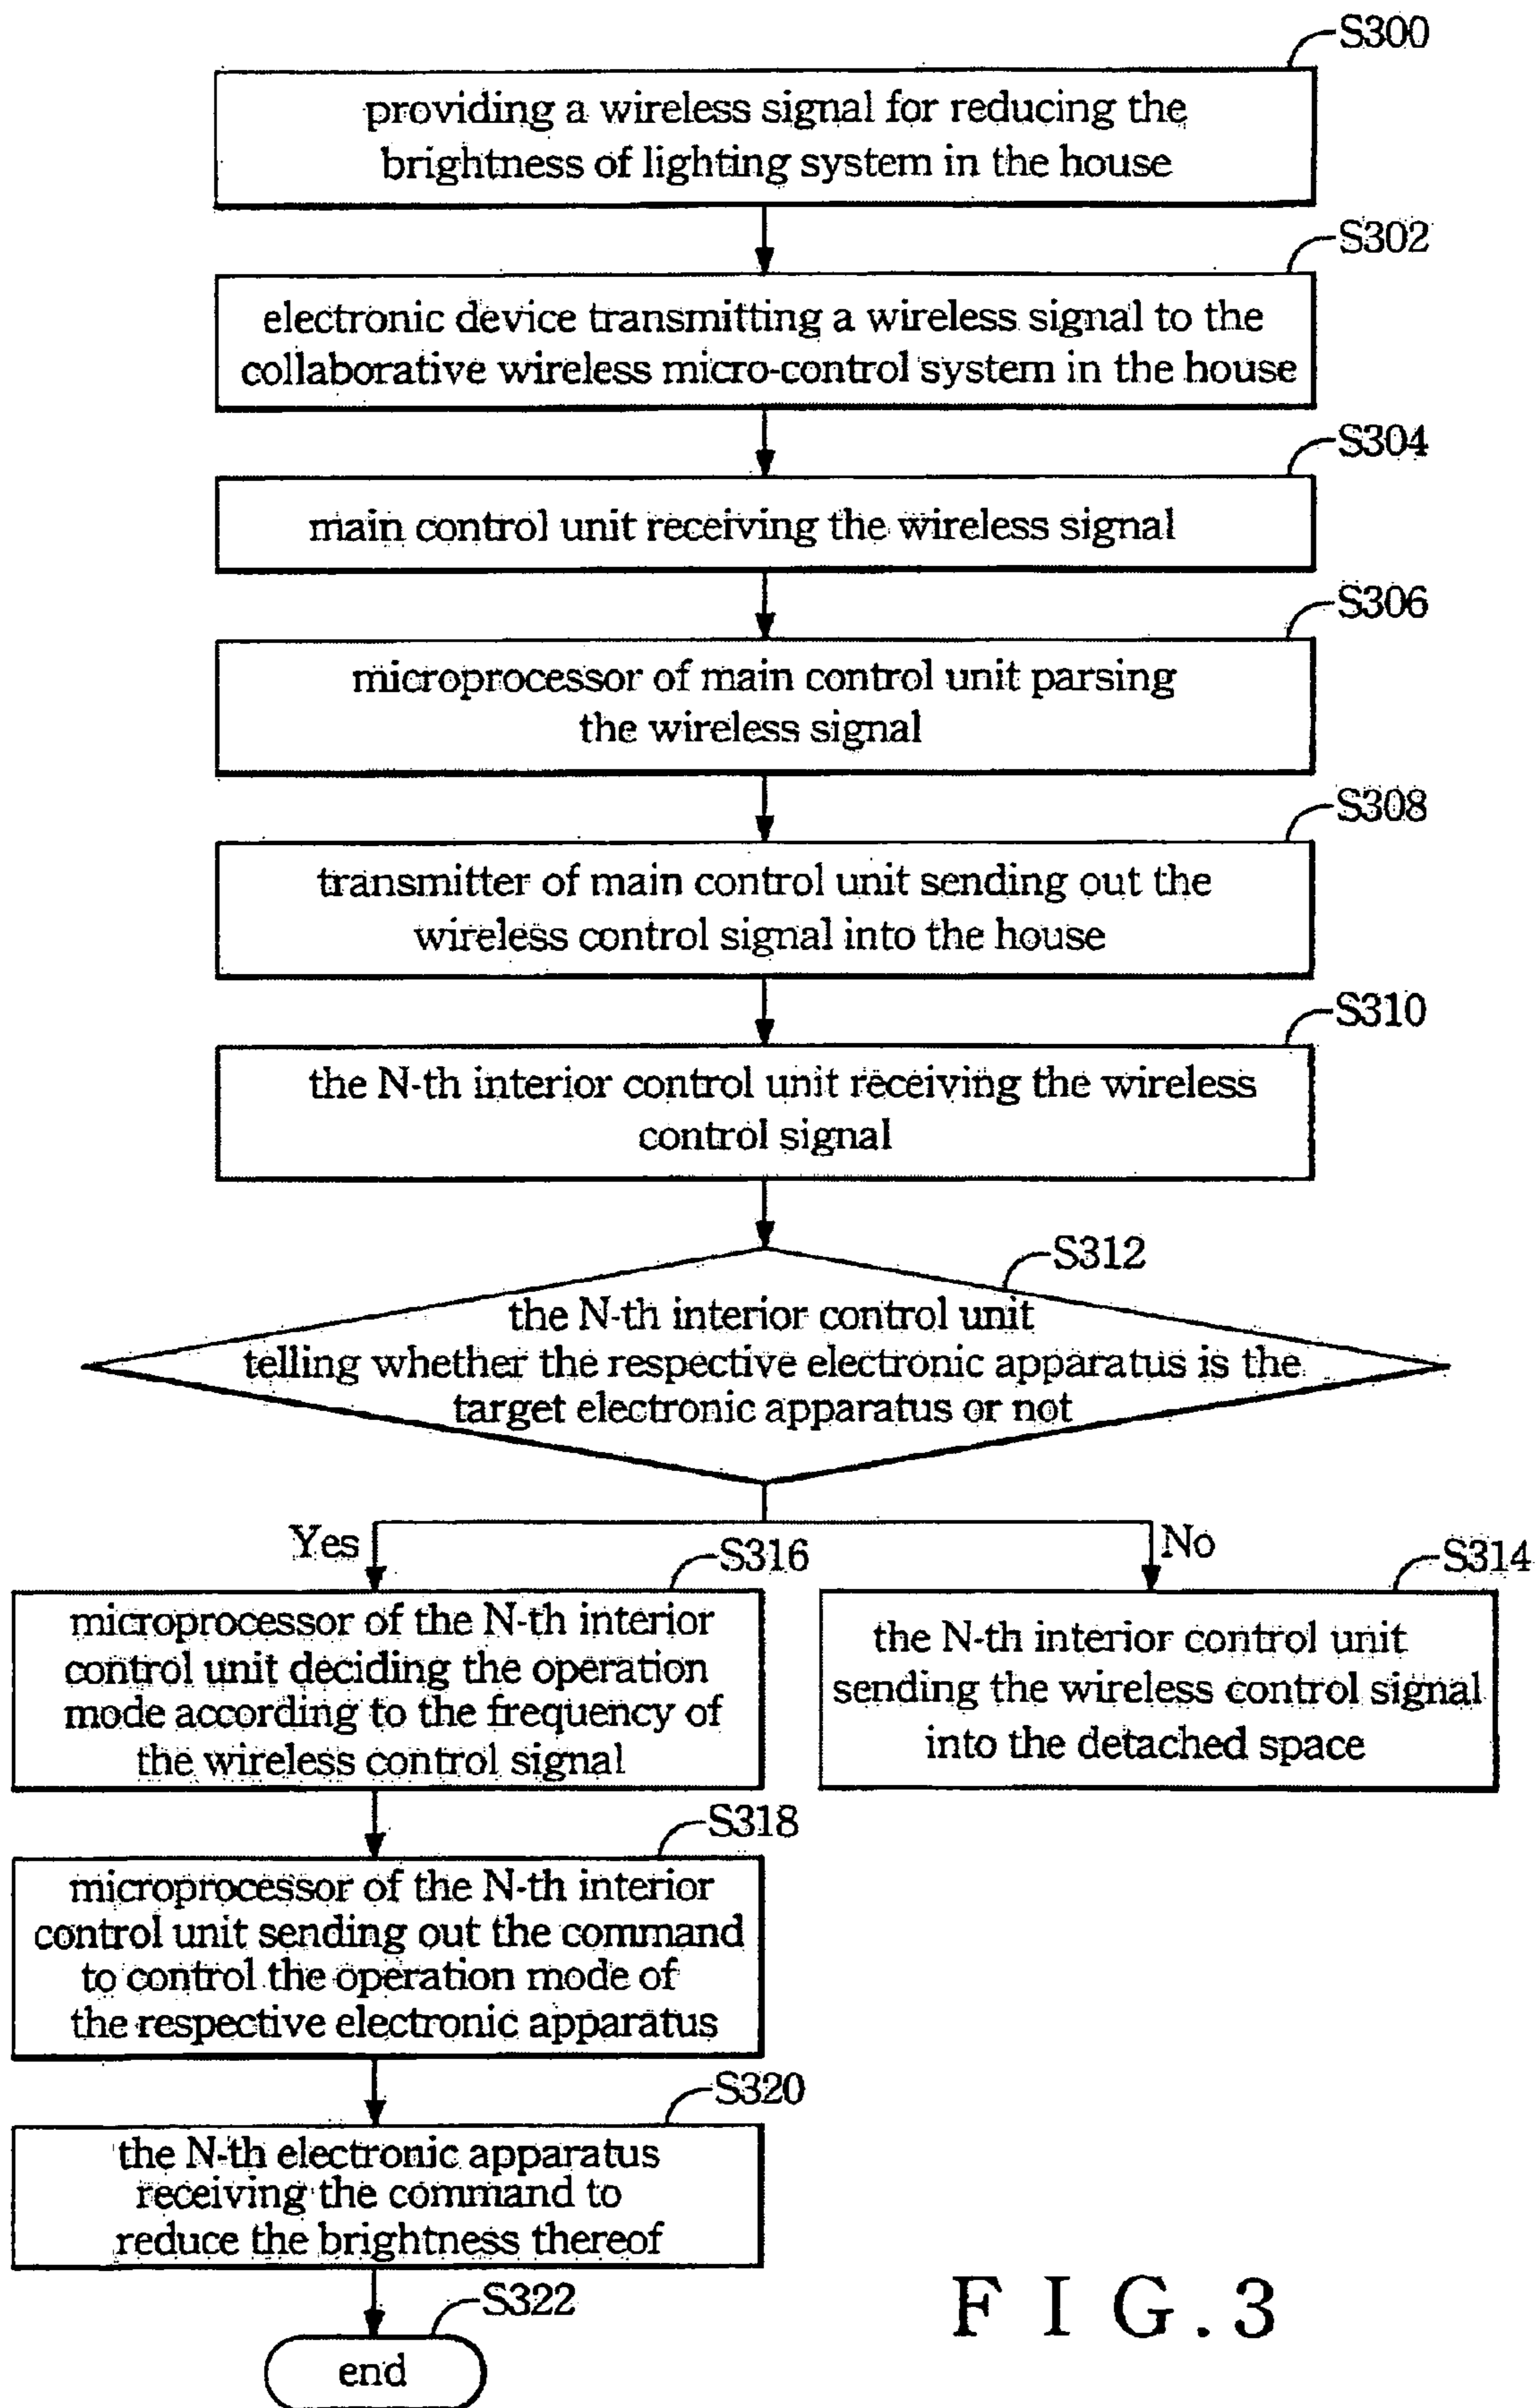 S300
providing a wireless signal for reducing the
brightness of lighting system in the house
S302
electronic device transmitting a wireless signal to the
collaborative wireless micro-control system in the house
S304
main control unit receiving the wireless signal
S306
microprocessor of main control unit parsing
the wireless signal
S308
transmitter of main control unit sending out the
wireless control signal into the house
S310
the N-th interior control unit receiving the wireless
control signal
S312
the N-th interior control unit
telling whether the respective electronic apparatus is the
target electronic apparatus or not
Yes
S316
microprocessor of the N-th interior
control unit deciding the operation
mode according to the frequency of
the wireless control signal
No
S314
the N-th interior control unit
sending the wireless control signal
into the detached space
S318
microprocessor of the N-th interior
control unit sending out the command
to control the operation mode of
the respective electronic apparatus
S320
the N-th electronic apparatus
receiving the command to
reduce the brightness thereof
S322
end
FIG.3